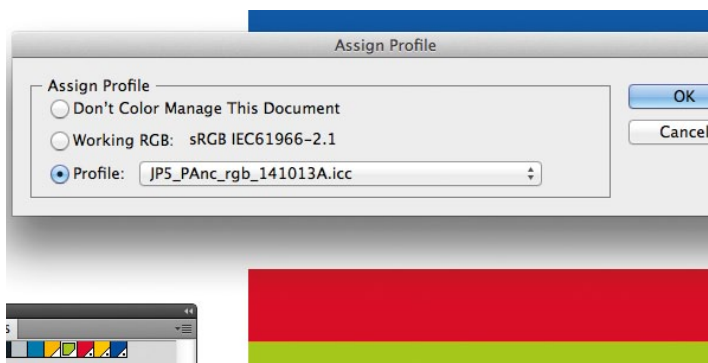 Assign Profile
Assign Profile
Don't Color Manage This Document
OK
Working RGB: sRGB IEC61966-2.1
Cancel
Profile: JP5_PAnc_rgb_141013A.icc
S